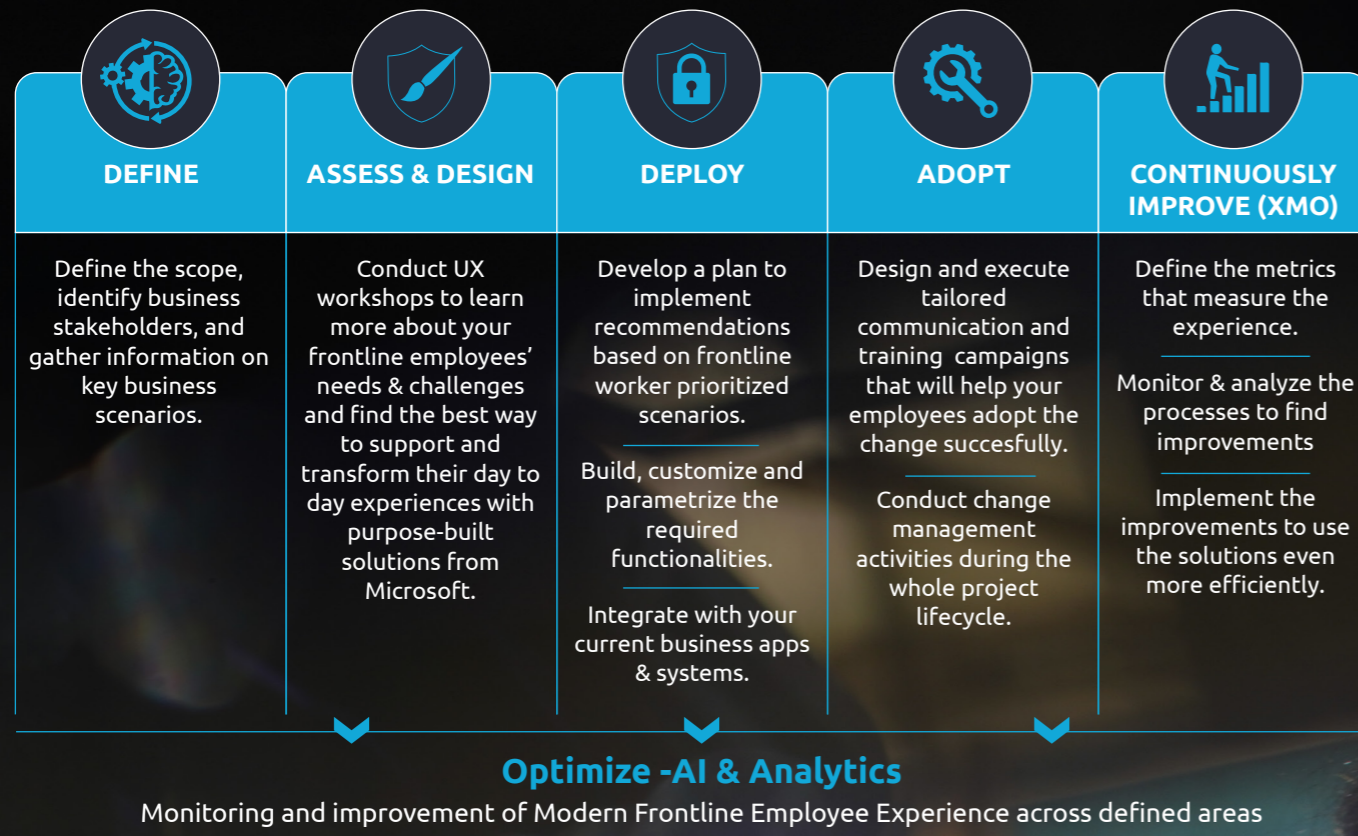 DEFINE
Define the scope,
identify business
stakeholders, and
gather information on
key business
scenarios.
ASSESS & DESIGN
Conduct UX
workshops to learn
more about your
frontline employees’
needs & challenges
and find the best way
to support and
transform their day to
day experiences with
purpose-built
solutions from
Microsoft.
DEPLOY
Develop a plan to
implement
recommendations
based on frontline
worker prioritized
scenarios.
Build, customize and
parametrize the
required
functionalities.
Integrate with your
current business apps
& systems.
ADOPT
Design and execute
tailored
communication and
training campaigns
that will help your
employees adopt the
change succesfully.
Conduct change
management
activities during the
whole project
lifecycle.
CONTINUOUSLY
IMPROVE (XMO)
Define the metrics
that measure the
experience.
Monitor & analyze the
processes to find
improvements
Implement the
improvements to use
the solutions even
more efficiently.
Optimize -AI & Analytics
Monitoring and improvement of Modern Frontline Employee Experience across defined areas